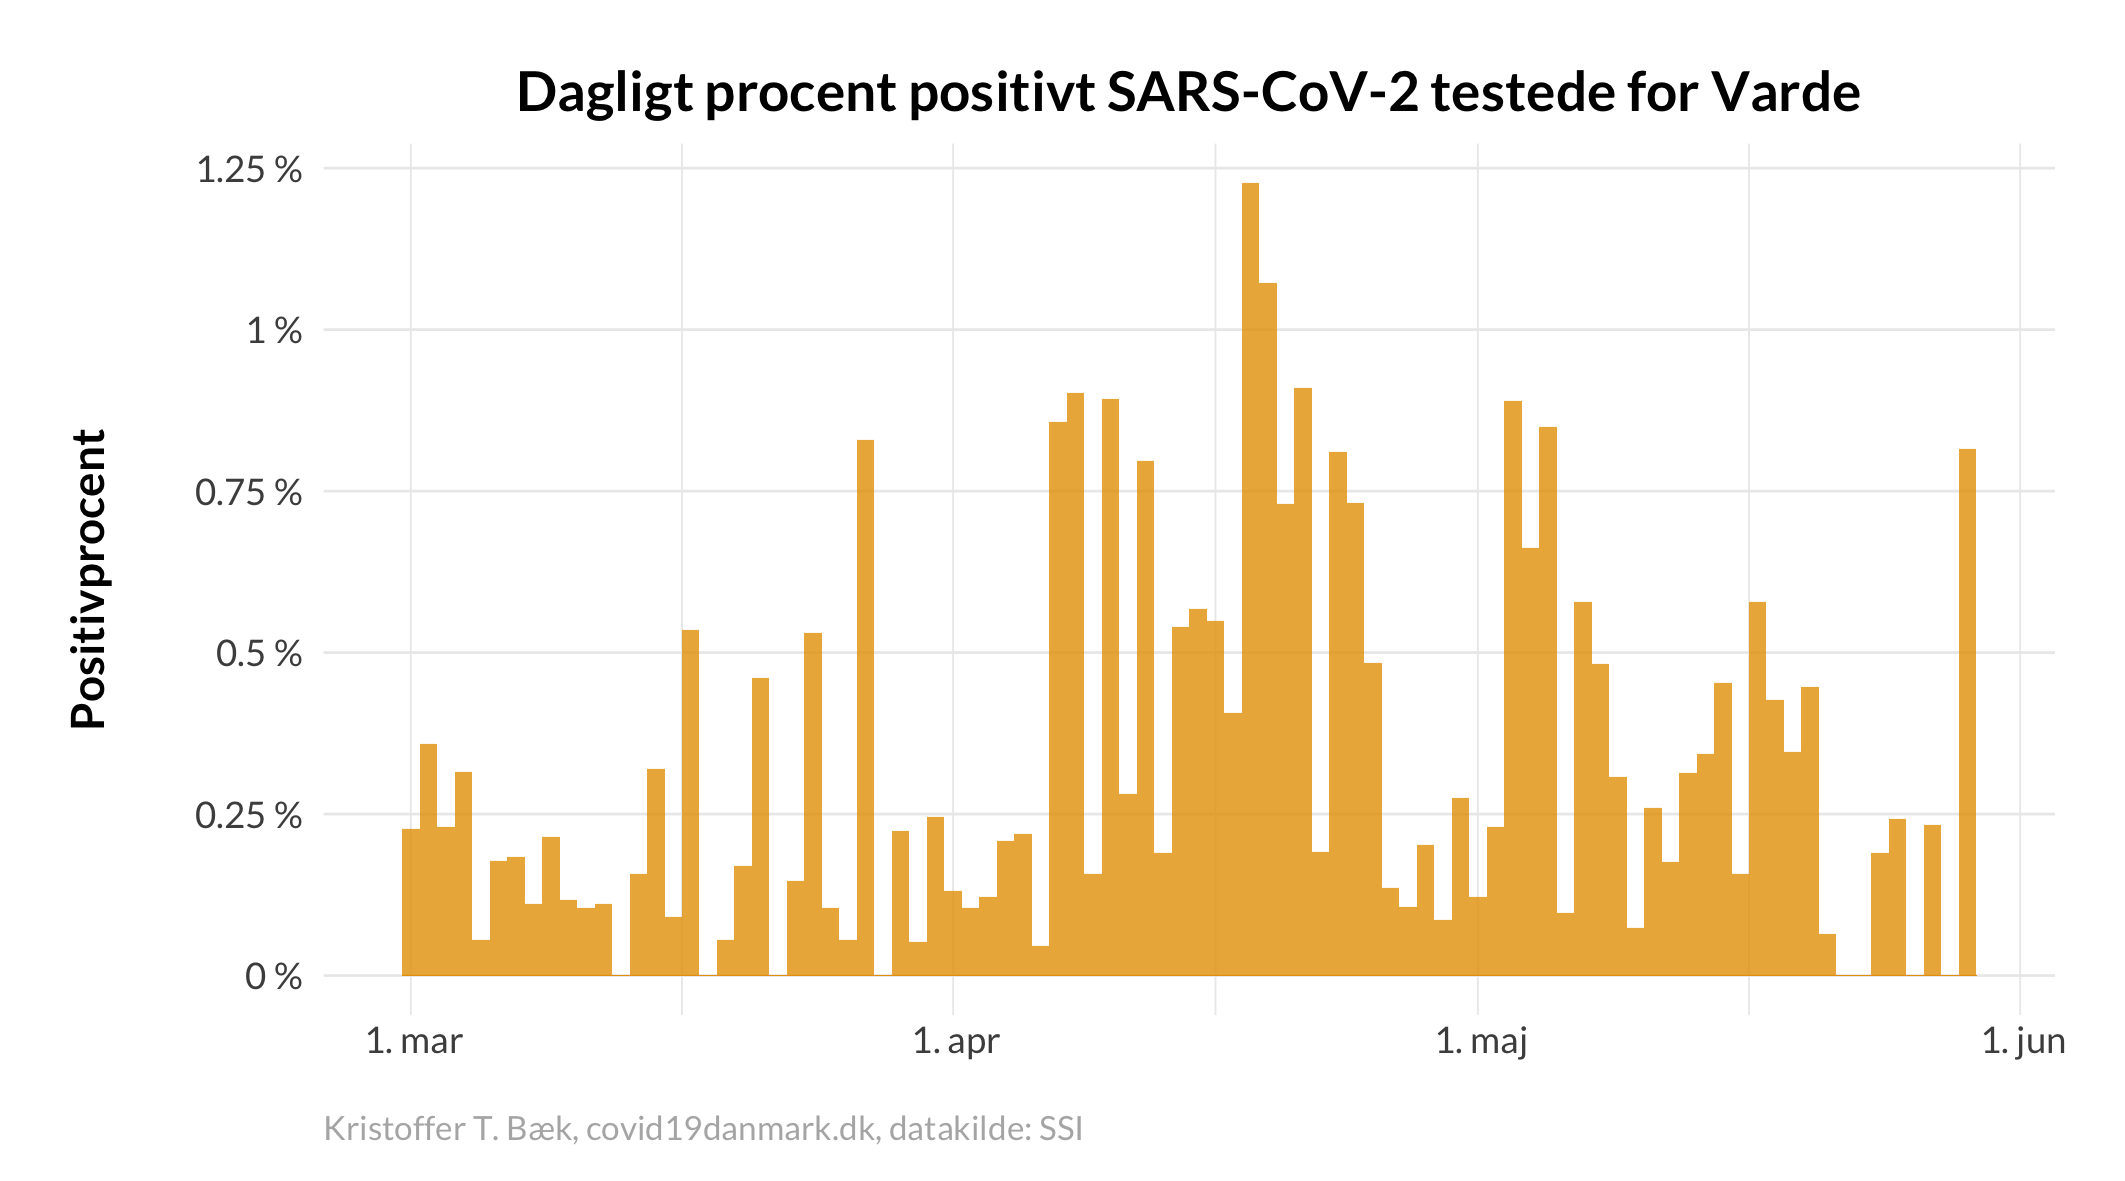 Dagligt procent positivt SARS-CoV-2 testede for Varde
Positivprocent
1.25 %
1 %
0.75 %
0.5 %
0.25 %
0 %
1. mar
1. apr
1. maj
1. jun
Kristoffer T. Bæk, covid19danmark.dk, datakilde: SSI